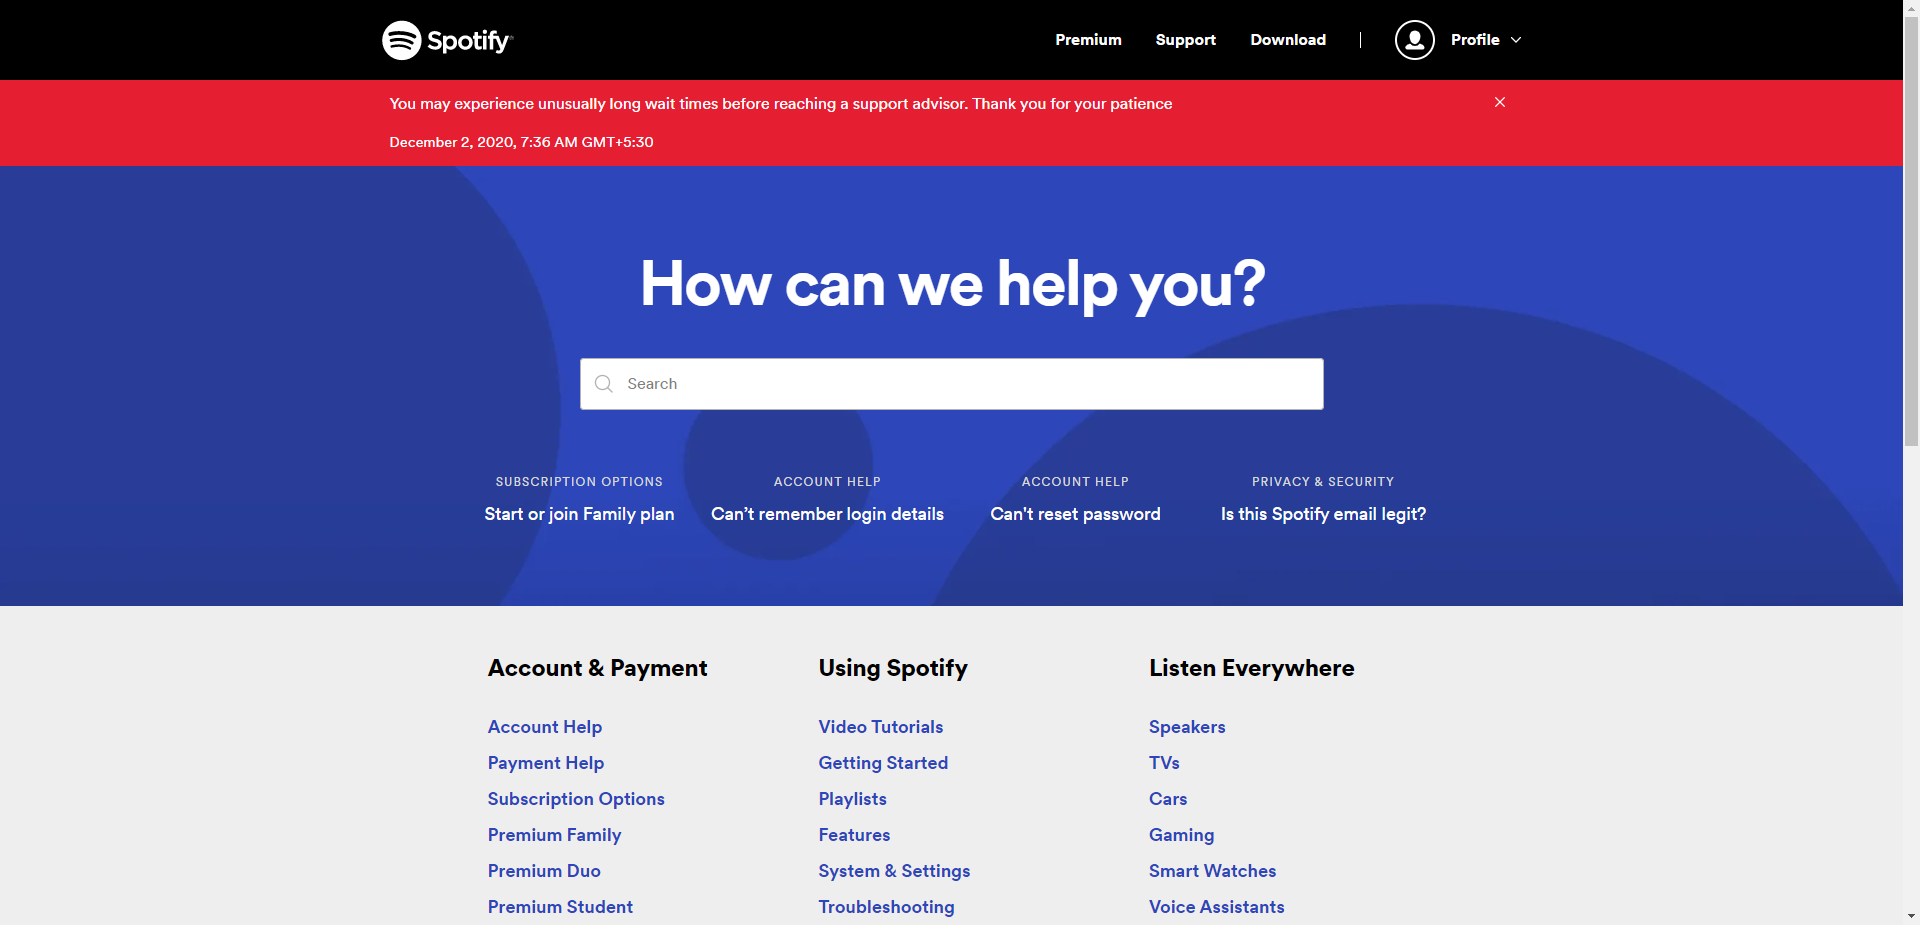 Spotify
Premium Support Download | Profile
You may experience unusually long wait times before reaching a support advisor. Thank you for your patience
December 2, 2020, 7:36 AM GMT+5:30
How can we help you?
Search
SUBSCRIPTION OPTIONS ACCOUNT HELP ACCOUNT HELP PRIVACY & SECURITY
Start or join Family plan Can’t remember login details Can't reset password Is this Spotify email legit?
Account & Payment
Account Help
Payment Help
Subscription Options
Premium Family
Premium Duo
Premium Student
Using Spotify
Video Tutorials
Getting Started
Playlists
Features
System & Settings
Troubleshooting
Listen Everywhere
Speakers
TVs
Cars
Gaming
Smart Watches
Voice Assistants